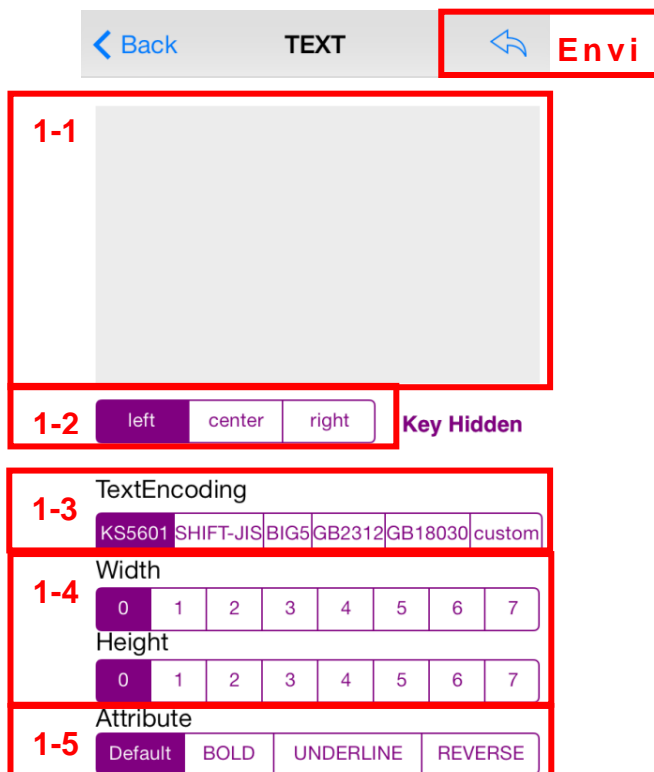 Back TEXT Envi
1-1
1-2 left center right Key Hidden
1-3 TextEncoding
KS5601 SHIFT-JIS BIG5 GB2312 GB18030 custom
1-4 Width
0 1 2 3 4 5 6 7
Height
0 1 2 3 4 5 6 7
Attribute
1-5 Default BOLD UNDERLINE REVERSE